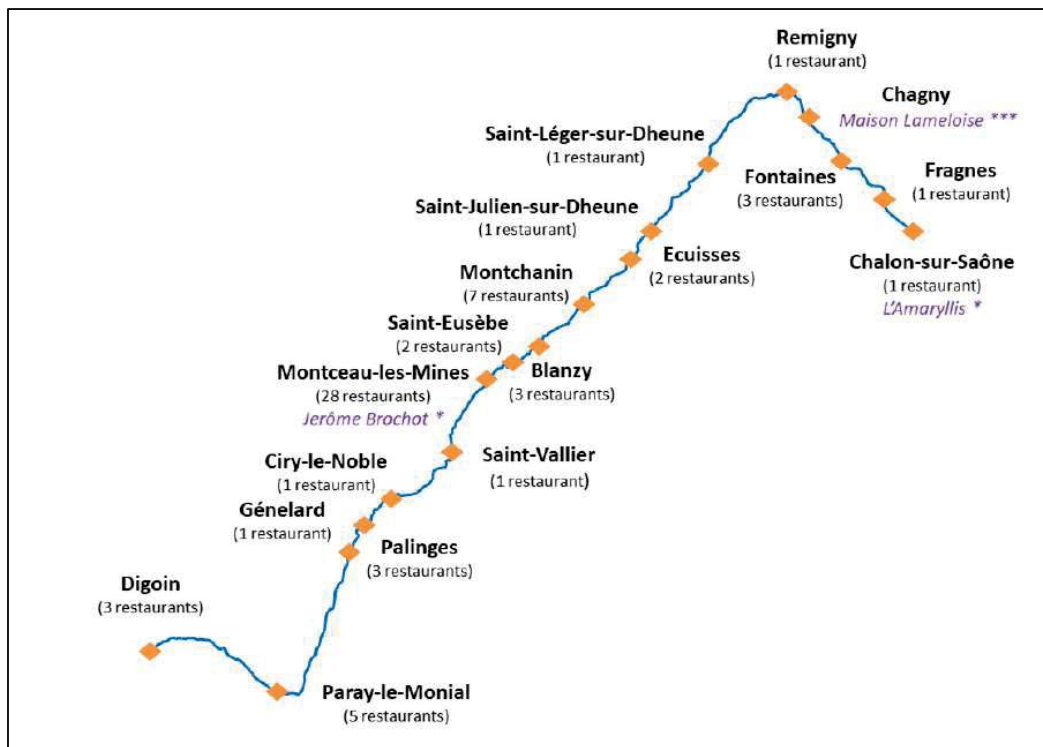 Remigny
(1 restaurant)
Chagny
Maison Lameloise ***
Saint-Léger-sur-Dheune
(1 restaurant)
Fontaines
(3 restaurants)
Fragnes
(1 restaurant)
Saint-Julien-sur-Dheune
(1 restaurant)
Ecuisses
(2 restaurants)
Chalon-sur-Saône
(1 restaurant)
L'Amaryllis *
Montchanin
(7 restaurants)
Saint-Eusèbe
(2 restaurants)
Blanzy
(3 restaurants)
Montceau-les-Mines
(28 restaurants)
Jerôme Brochot *
Saint-Vallier
(1 restaurant)
Ciry-le-Noble
(1 restaurant)
Génelard
(1 restaurant)
Palinges
(3 restaurants)
Digoin
(3 restaurants)
Paray-le-Monial
(5 restaurants)